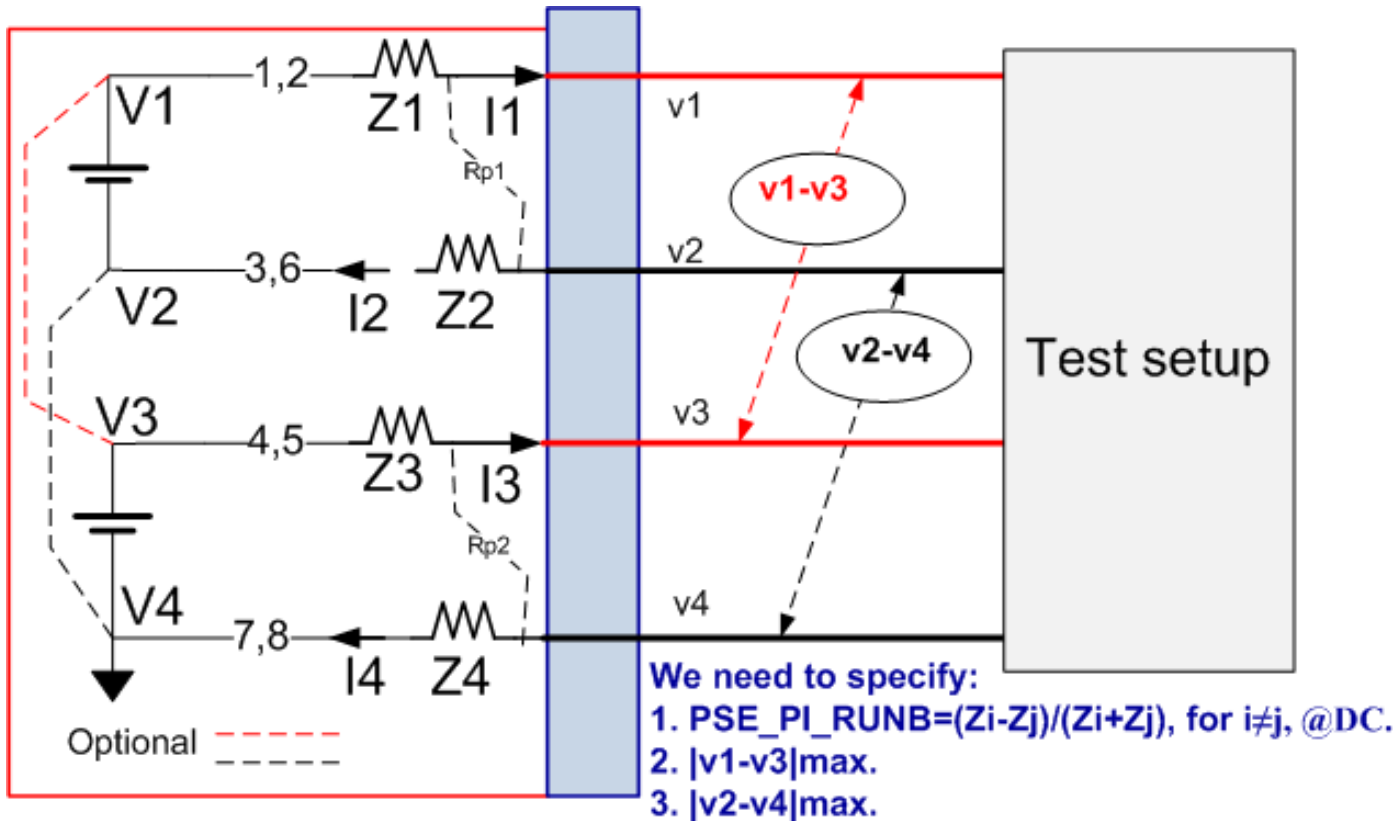 V1
1,2
Z1
I1
Rp1
v1
v1-v3
V2
3,6
I2
Z2
v2
v2-v4
Test setup
V3
4,5
Z3
I3
Rp2
v3
V4
7,8
I4
Z4
v4
Optional
We need to specify:
1. PSE_PI_RUNB=(Zi-Zj)/(Zi+Zj), for i≠j, @DC.
2. |v1-v3|max.
3. |v2-v4|max.